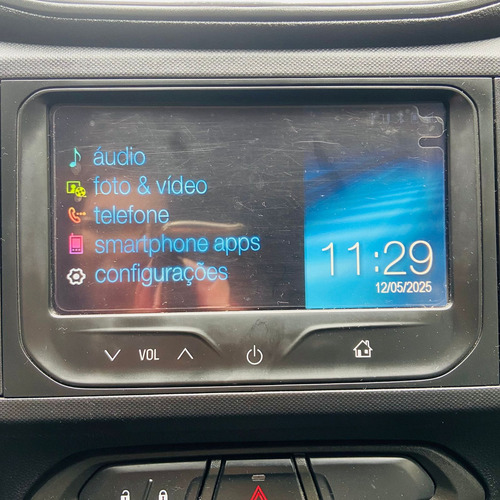 áudio
foto & vídeo
telefone
smartphone apps
configurações
11:29
12/05/2025
VOL